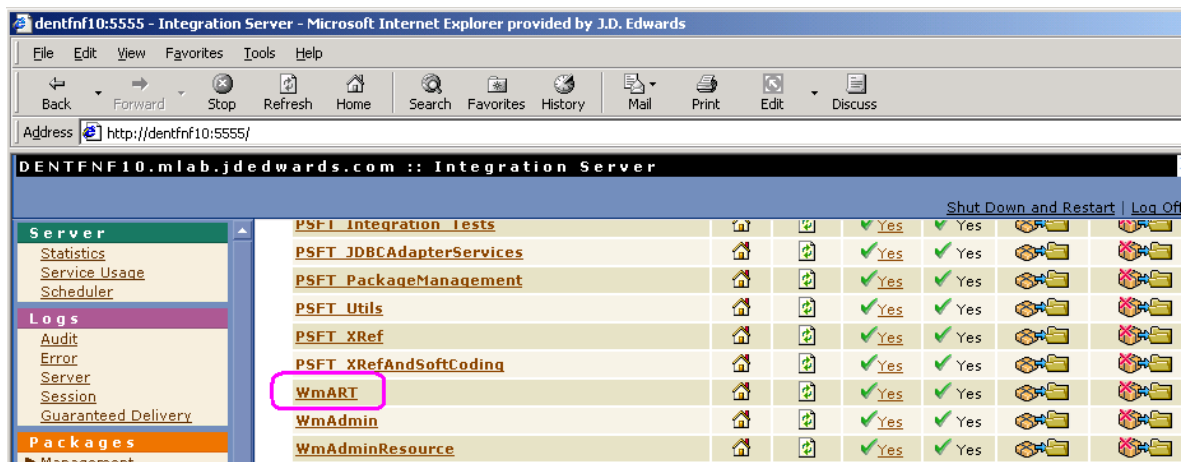 dentfnf10:5555 - Integration Server - Microsoft Internet Explorer provided by J.D. Edwards
File Edit View Favorites Tools Help
Back Forward Stop Refresh Home Search Favorites History Mail Print Edit Discuss
Address http://dentfnf10:5555/
DENTFNF10.mlab.jdedwards.com :: Integration Server
Shut Down and Restart | Log Off
Server
Statistics
Service Usage
Scheduler
Logs
Audit
Error
Server
Session
Guaranteed Delivery
Packages
Management
PSFT_Integration_Tests Yes Yes
PSFT_JDBCAdapterServices Yes Yes
PSFT_PackageManagement Yes Yes
PSFT_Utils Yes Yes
PSFT_XRef Yes Yes
PSFT_XRefAndSoftCoding Yes Yes
WmART Yes Yes
WmAdmin Yes Yes
WmAdminResource Yes Yes